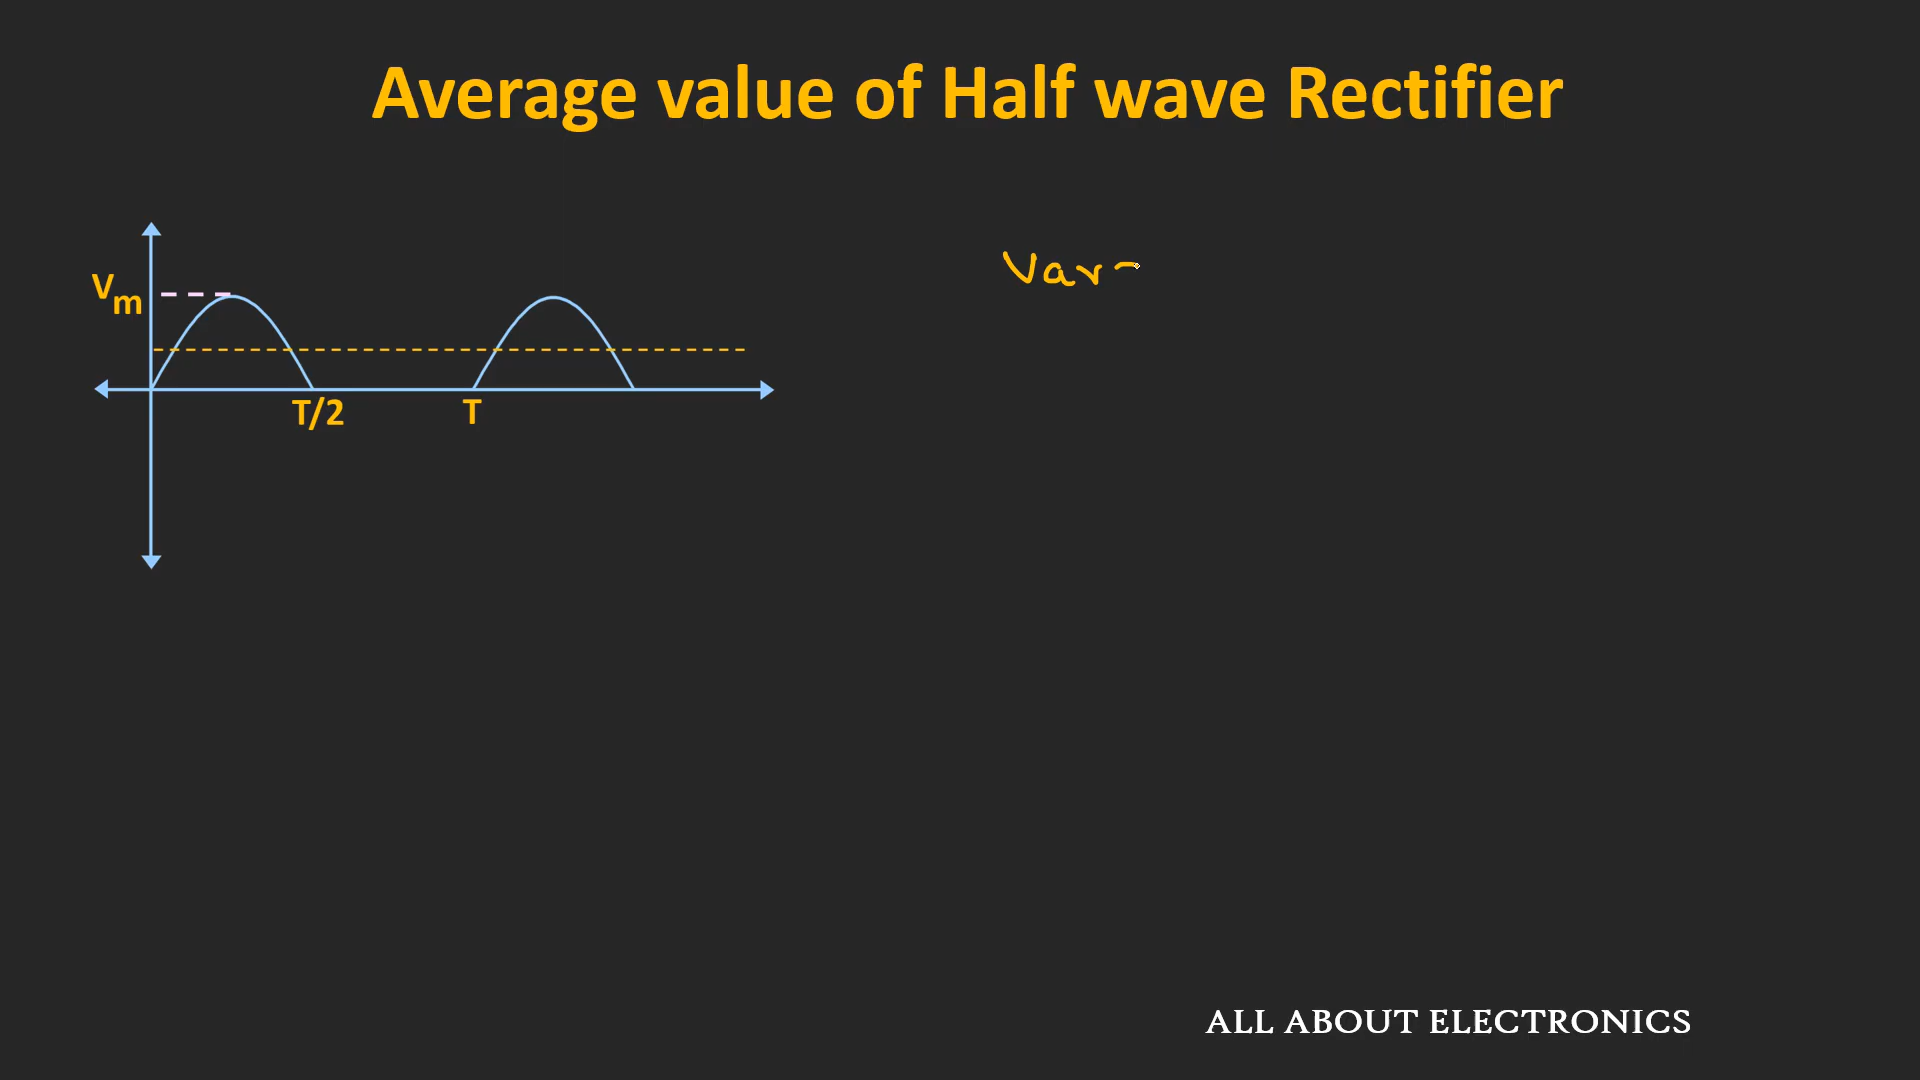 Average value of Half wave Rectifier
Vm
Vav
T/2 T
ALL ABOUT ELECTRONICS